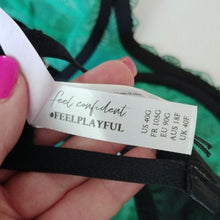 feel confident
#FEELPLAYFUL
US 40G
FR 105G
EU 90G
AUS 18F
UK 40F